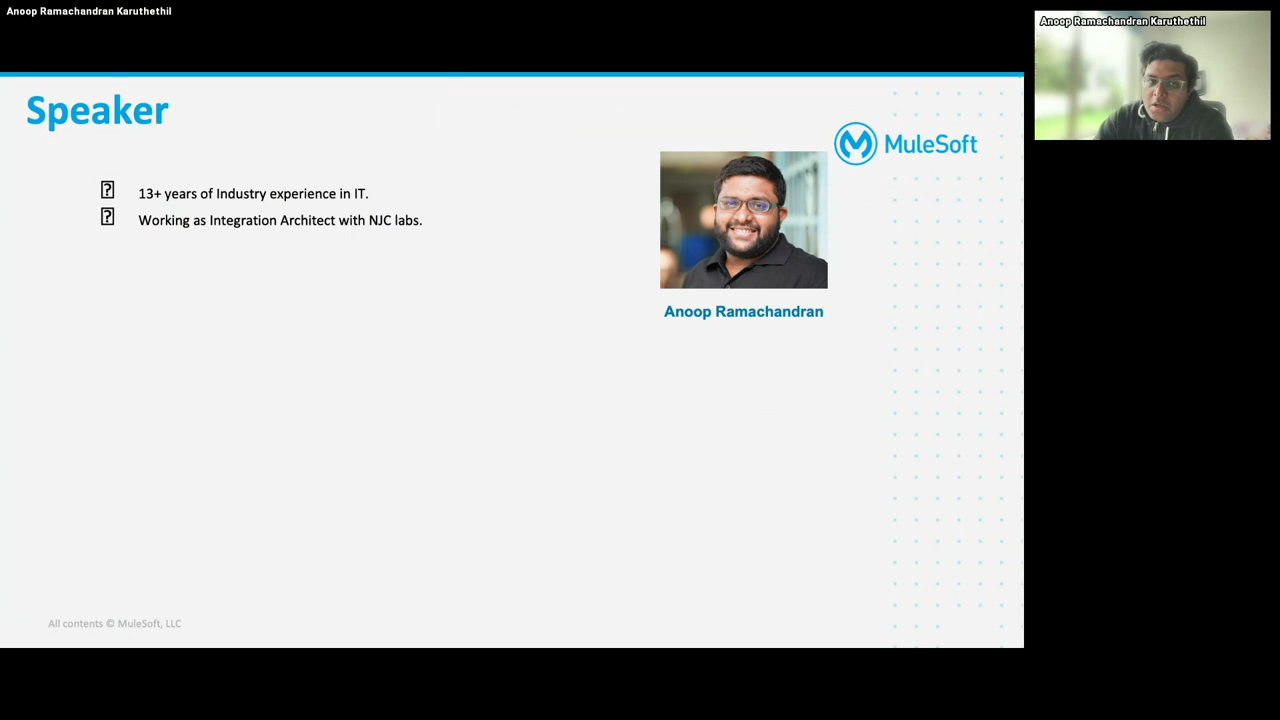 Anoop Ramachandran Karuthethil
Anoop Ramachandran Karuthethil
Speaker
MuleSoft
13+ years of Industry experience in IT.
Working as Integration Architect with NJC labs.
Anoop Ramachandran
All contents © MuleSoft, LLC